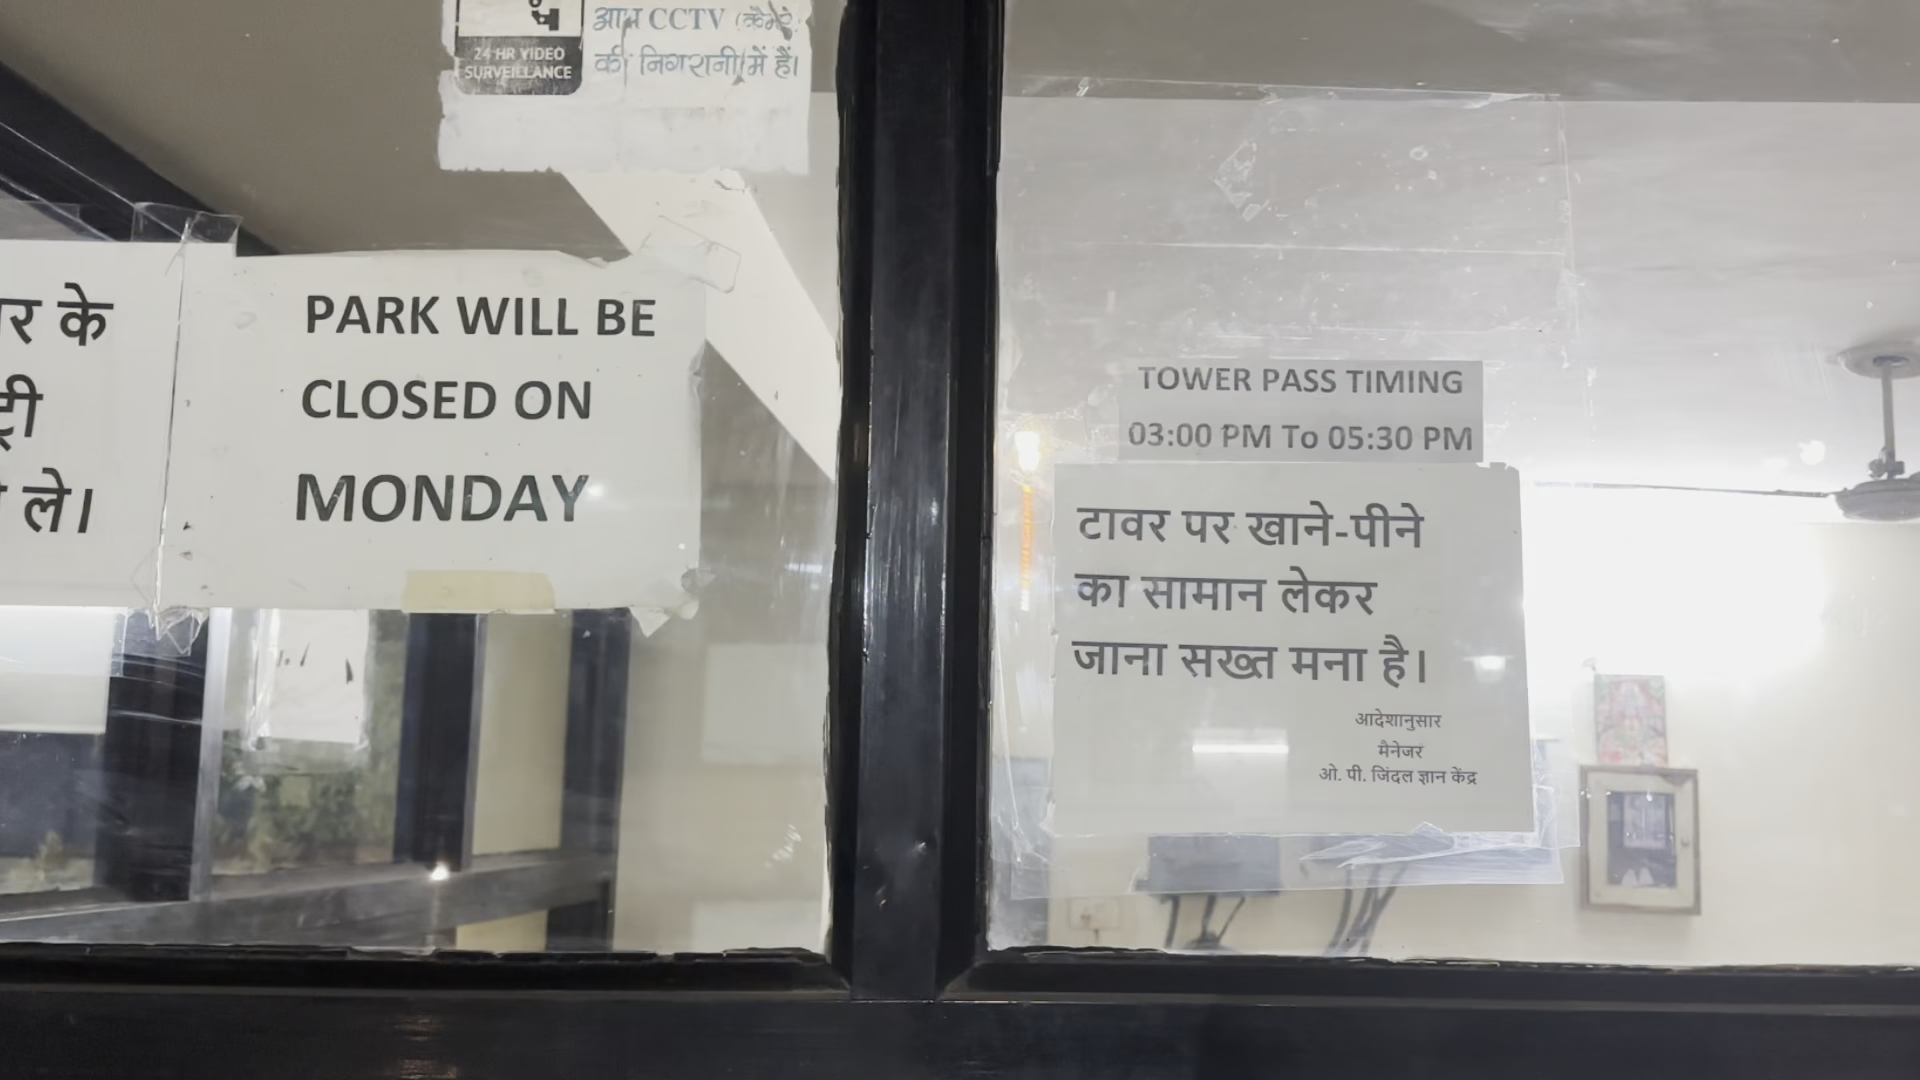 आप CCTV कैमरे
की निगरानी में हैं।
24 HR VIDEO
SURVEILLANCE
के
ले।
PARK WILL BE
CLOSED ON
MONDAY
TOWER PASS TIMING
03:00 PM To 05:30 PM
टावर पर खाने-पीने
का सामान लेकर
जाना सख्त मना है।
आदेशानुसार
मैनेजर
ओ. पी. जिंदल ज्ञान केंद्र